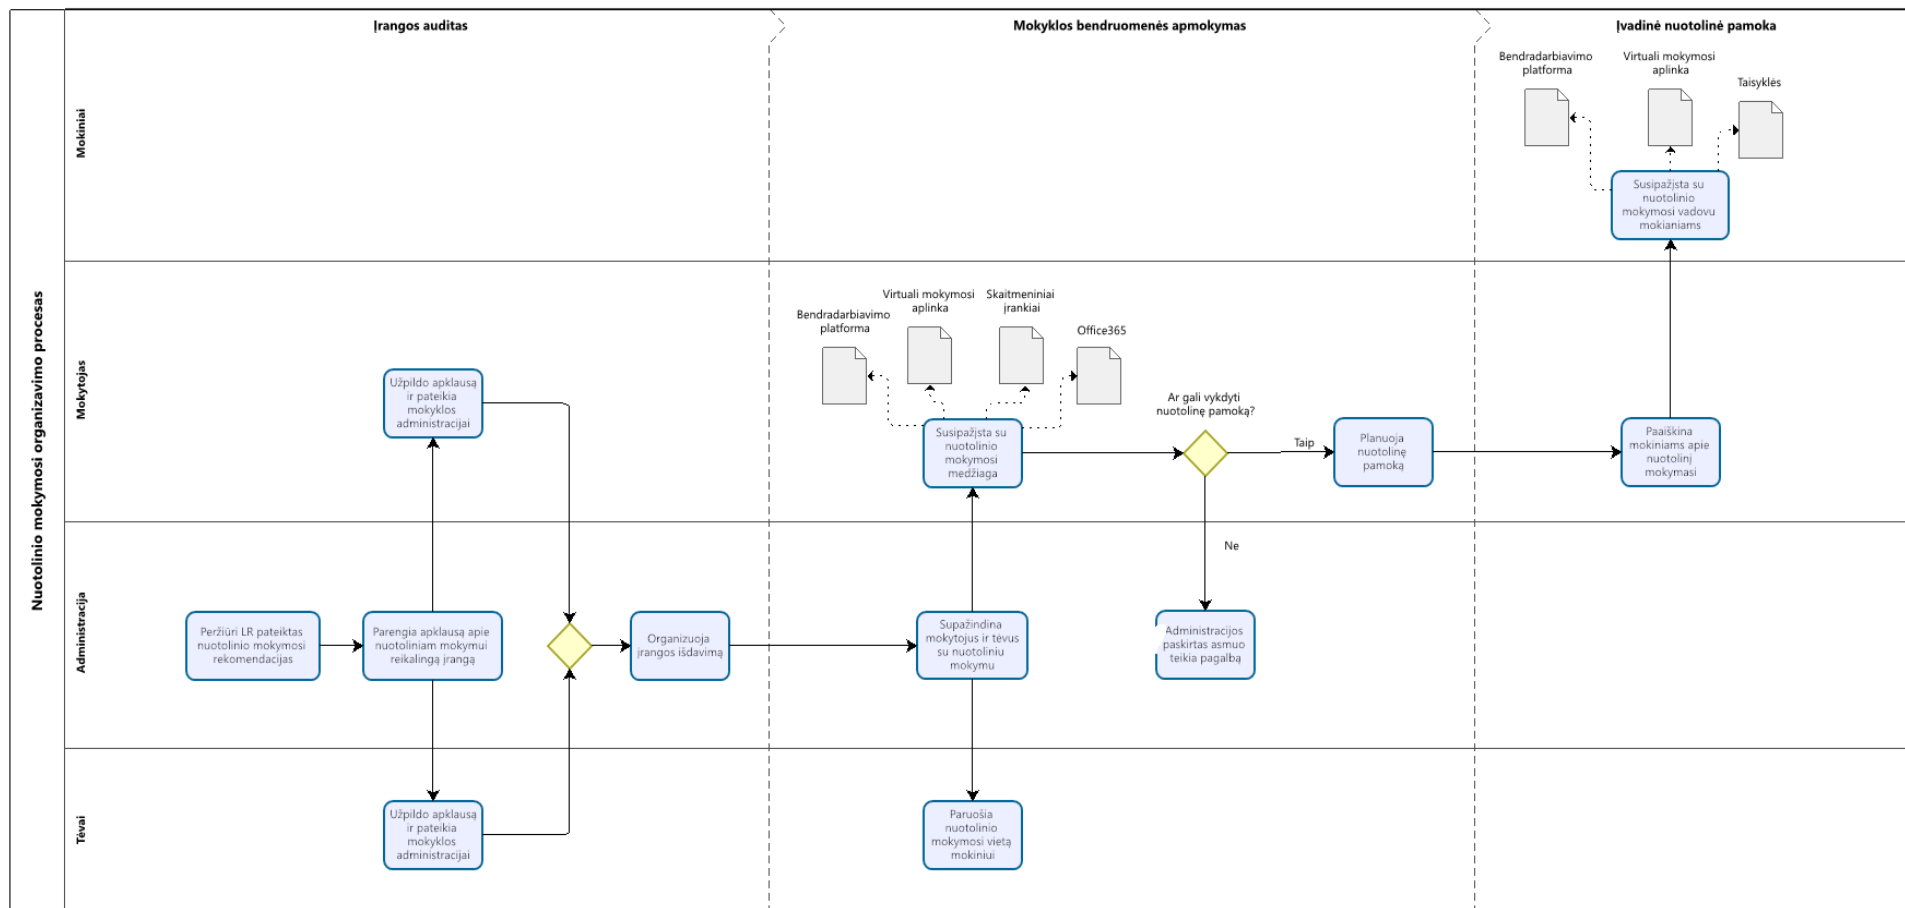 Nuotolinio mokymosi organizavimo procesas
Įrangos auditas
Mokyklos bendruomenės apmokymas
Įvadinė nuotolinė pamoka
Mokiniai
Bendradarbiavimo
platforma
Virtuali mokymosi
aplinka
Taisyklės
Susipažįsta su
nuotolinio
mokymosi vadovu
mokianiams
Mokytojas
Užpildo apklausą
ir pateikia
mokyklos
administracijai
Bendradarbiavimo
platforma
Virtuali mokymosi
aplinka
Skaitmeniniai
įrankiai
Office365
Susipažįsta su
nuotolinio
mokymosi
medžiaga
Ar gali vykdyti
nuotolinę pamoką?
Taip
Planuoja
nuotolinę
pamoką
Paaiškina
mokiniams apie
nuotolinį
mokymasi
Administracija
Peržiūri LR pateiktas
nuotolinio mokymosi
rekomendacijas
Parengia apklausą apie
nuotoliniam mokymui
reikalingą įrangą
Organizuoja
įrangos išdavimą
Supažindina
mokytojus ir tėvus
su nuotoliniu
mokymu
Ne
Administracijos
paskirtas asmuo
teikia pagalbą
Tėvai
Užpildo apklausą
ir pateikia
mokyklos
administracijai
Paruošia
nuotolinio
mokymosi vietą
mokiniui